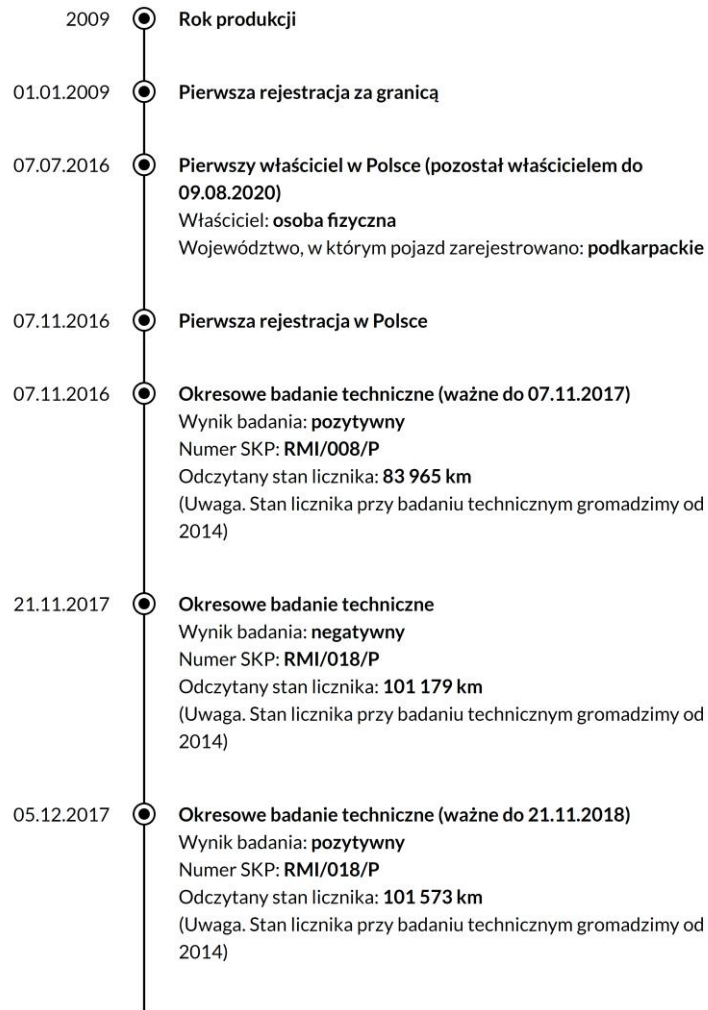 2009 Rok produkcji
01.01.2009 Pierwsza rejestracja za granicą
07.07.2016 Pierwszy właściciel w Polsce (pozostał właścicielem do
09.08.2020)
Właściciel: osoba fizyczna
Województwo, w którym pojazd zarejestrowano: podkarpackie
07.11.2016 Pierwsza rejestracja w Polsce
07.11.2016 Okresowe badanie techniczne (ważne do 07.11.2017)
Wynik badania: pozytywny
Numer SKP: RMI/008/P
Odczytany stan licznika: 83 965 km
(Uwaga. Stan licznika przy badaniu technicznym gromadzimy od
2014)
21.11.2017 Okresowe badanie techniczne
Wynik badania: negatywny
Numer SKP: RMI/018/P
Odczytany stan licznika: 101 179 km
(Uwaga. Stan licznika przy badaniu technicznym gromadzimy od
2014)
05.12.2017 Okresowe badanie techniczne (ważne do 21.11.2018)
Wynik badania: pozytywny
Numer SKP: RMI/018/P
Odczytany stan licznika: 101 573 km
(Uwaga. Stan licznika przy badaniu technicznym gromadzimy od
2014)